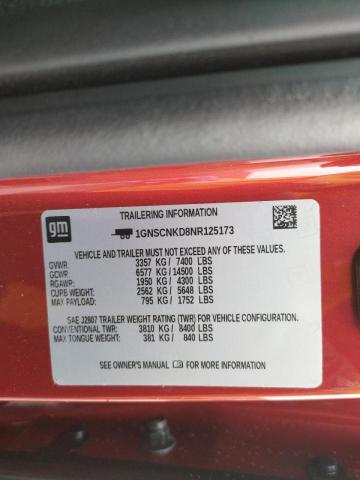 gm
TRAILERING INFORMATION
1GNSCNKD8NR125173
VEHICLE AND TRAILER MUST NOT EXCEED ANY OF THESE VALUES.
GVWR: 3357 KG / 7400 LBS
GCWR: 6577 KG / 14500 LBS
RGAWR: 1950 KG / 4300 LBS
CURB WEIGHT: 2562 KG / 5648 LBS
MAX PAYLOAD: 795 KG / 1752 LBS
SAE J2807 TRAILER WEIGHT RATING (TWR) FOR VEHICLE CONFIGURATION.
CONVENTIONAL TWR: 3810 KG / 8400 LBS
MAX TONGUE WEIGHT: 381 KG / 840 LBS
SEE OWNER'S MANUAL FOR MORE INFORMATION.